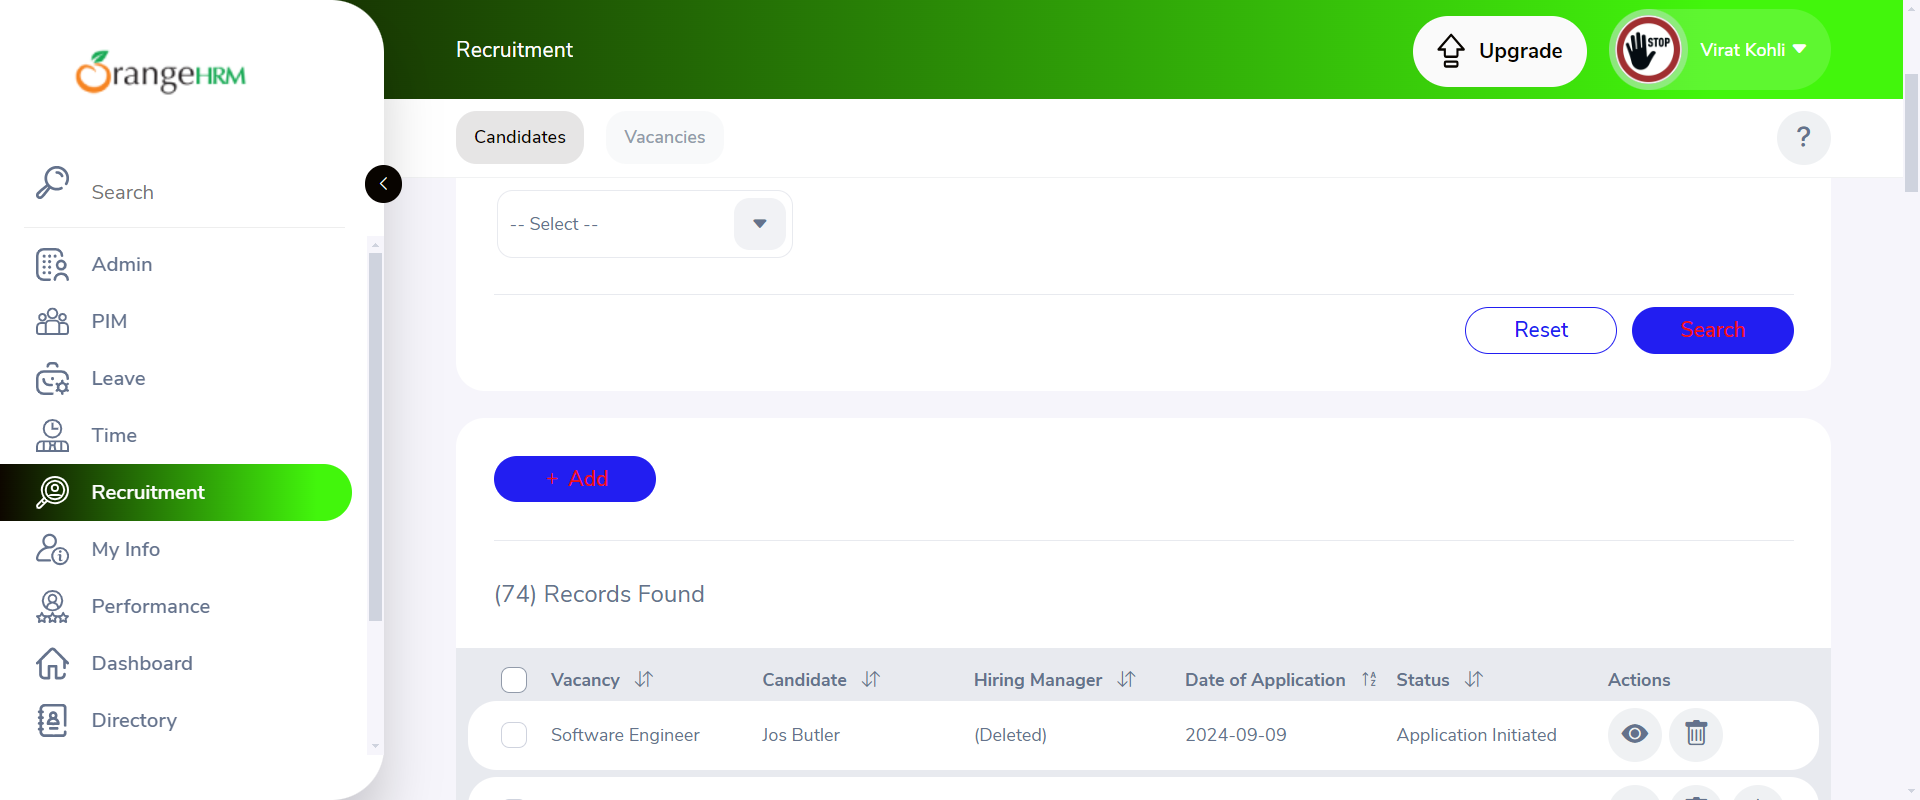 OrangeHRM
Recruitment
Upgrade
STOP
Virat Kohli
Candidates
Vacancies
?
Search
-- Select --
Admin
PIM
Reset
Search
Leave
Time
+ Add
Recruitment
My Info
(74) Records Found
Performance
Dashboard
Vacancy
Candidate
Hiring Manager
Date of Application
Status
Actions
Directory
Software Engineer
Jos Butler
(Deleted)
2024-09-09
Application Initiated